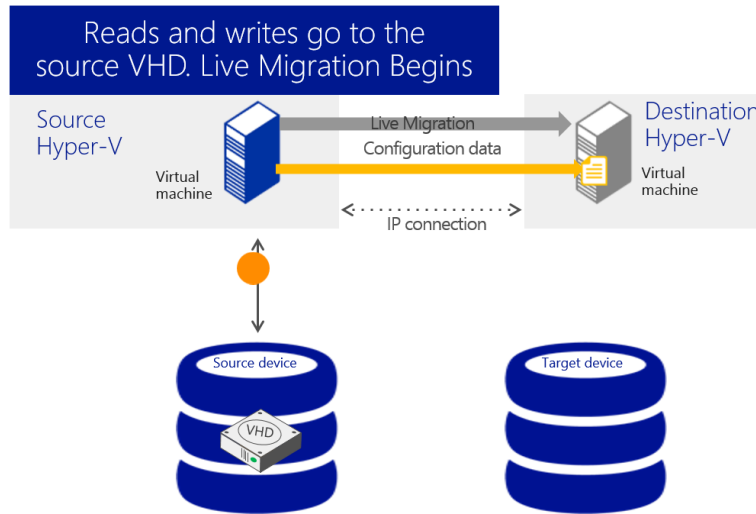 Reads and writes go to the
source VHD. Live Migration Begins
Source
Hyper-V
Virtual
machine
Live Migration
Configuration data
IP connection
Destination
Hyper-V
Virtual
machine
Source device
VHD
Target device